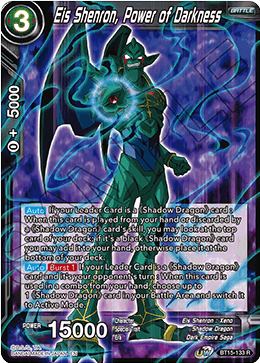 Eis Shenron, Power of Darkness
BATTLE
3
+ 5000
Auto If your Leader Card is a {Shadow Dragon} card :
When this card is played from your hand or discarded by
a {Shadow Dragon} card's skill, you may look at the top
card of your deck; if it's a black {Shadow Dragon} card
you may add it to your hand, otherwise place it at the
bottom of your deck.
Auto Burst 1 If your Leader Card is a {Shadow Dragon}
card and it's your opponent's turn : When this card is
combo'd from your hand, choose up to
1 {Shadow Dragon} card in your Battle Area and switch it
to Active Mode.
POWER
15000
Character
Eis Shenron : Xeno
Special Trait
Shadow Dragon
Era
Dark Empire Saga
BT15-133 R